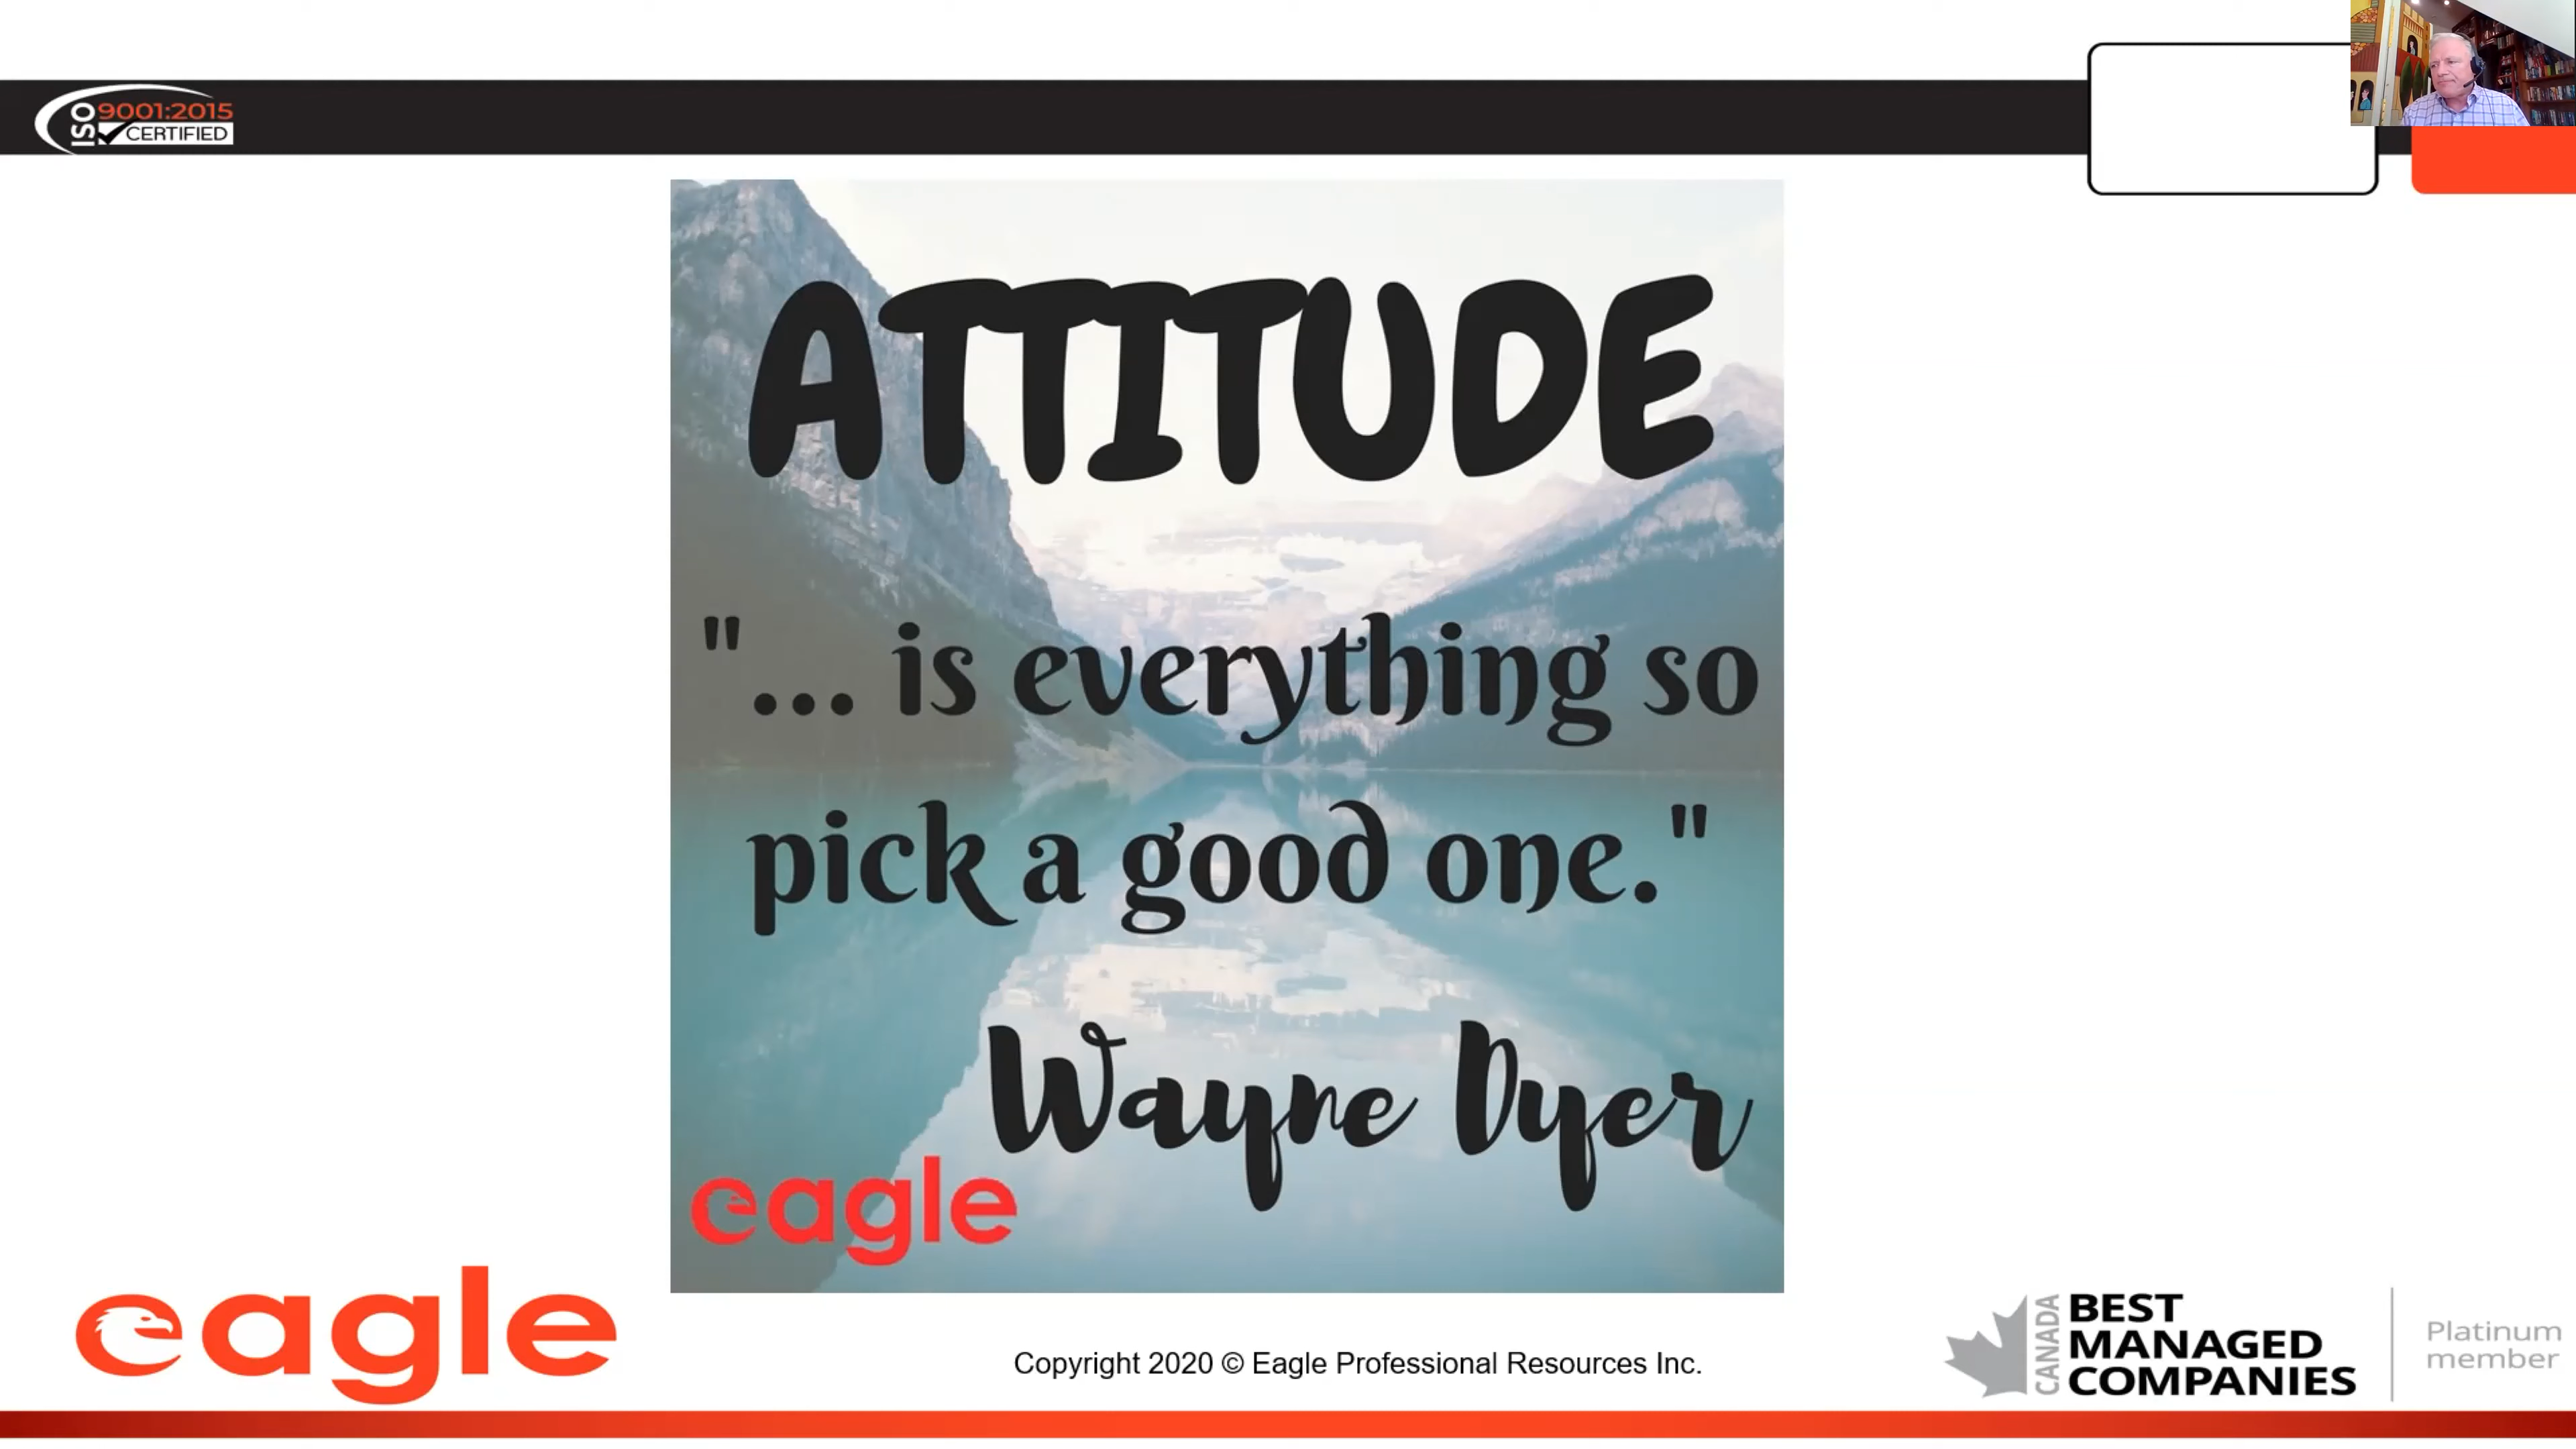 ISO 9001:2015
CERTIFIED
ATTITUDE
"... is everything so
pick a good one."
Wayne Dyer
eagle
eagle
Copyright 2020 © Eagle Professional Resources Inc.
CANADA
BEST
MANAGED
COMPANIES
Platinum
member